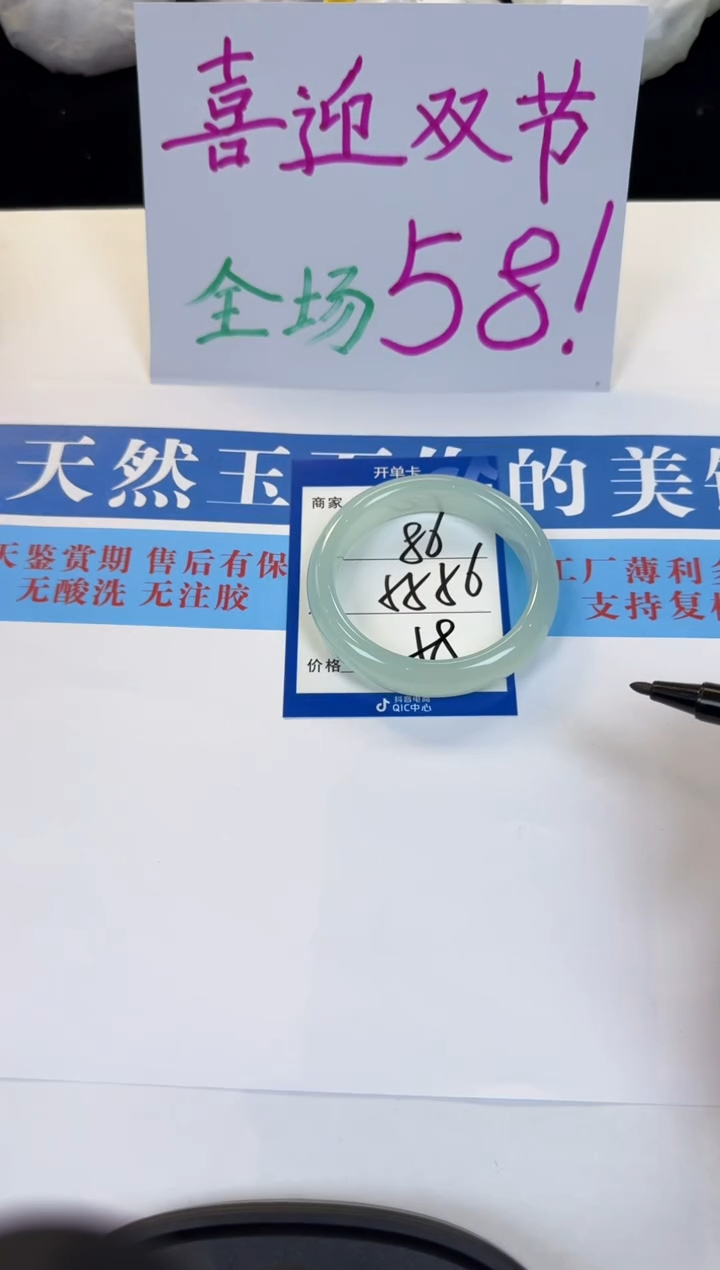 喜迎双节
全场58!
天然玉 的美
天鉴赏期 售后有保
无酸洗 无注胶
工厂薄利
支持复
开单卡
商家
86
8886
价格
抖音电商
QIC中心